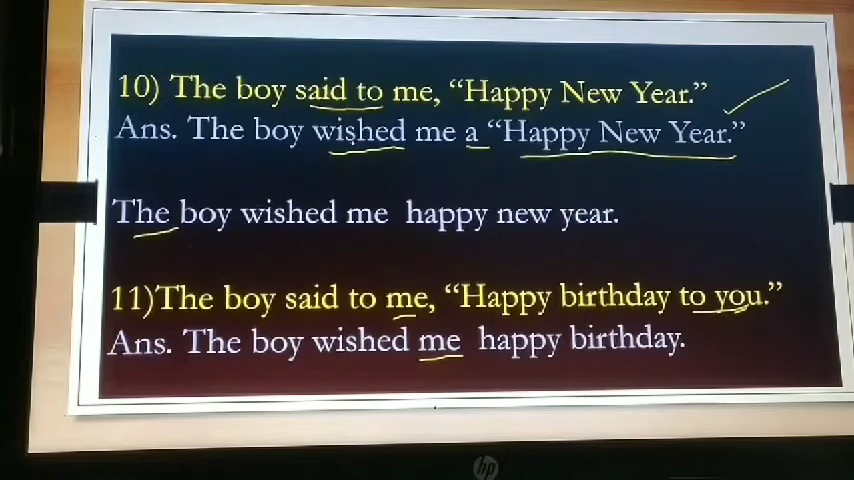 10) The boy said to me, “Happy New Year.”
Ans. The boy wished me a “Happy New Year.”
The boy wished me happy new year.
11)The boy said to me, “Happy birthday to you.”
Ans. The boy wished me happy birthday.
hp